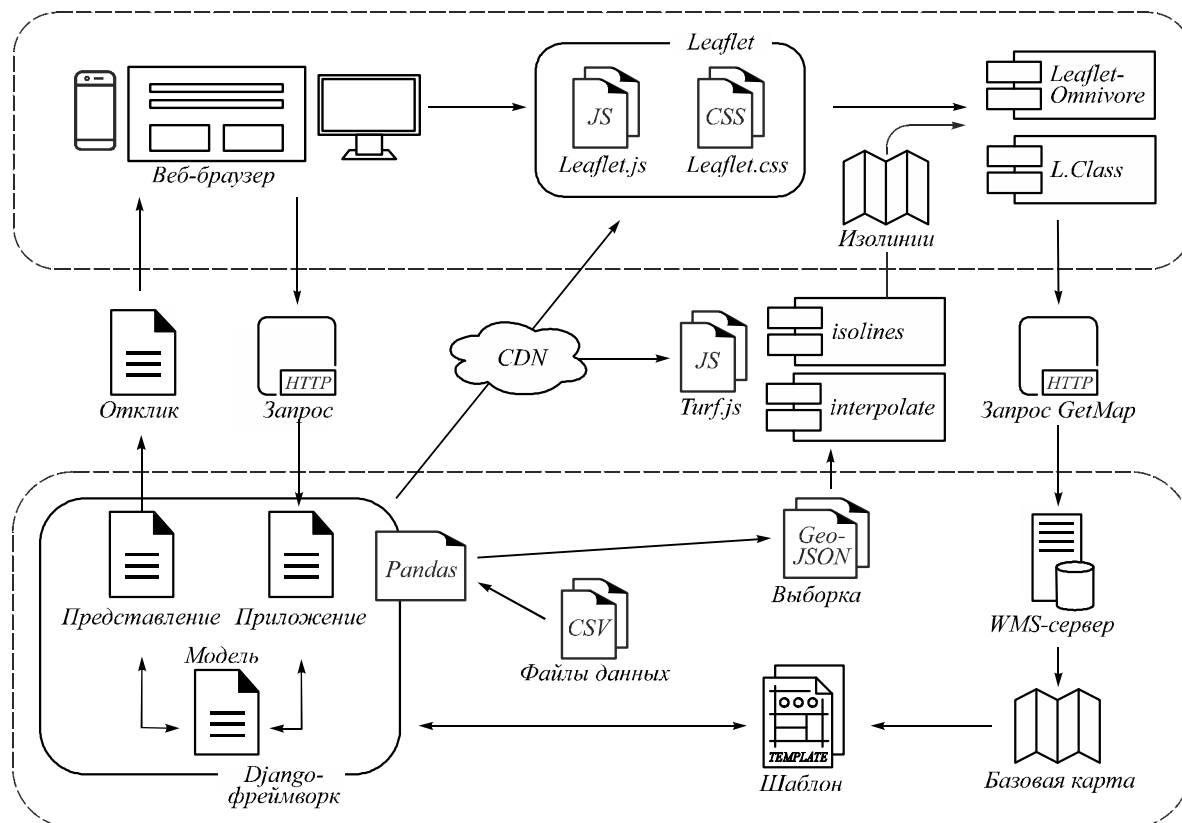 Leaflet
JS
CSS
Leaflet.js
Leaflet.css
Leaflet-
Omnivore
L.Class
Веб-браузер
Изолинии
isolines
interpolate
CDN
JS
Turf.js
HTTP
HTTP
Отклик
Запрос
Запрос GetMap
Pandas
Geo-
JSON
Выборка
CSV
Файлы данных
Представление
Приложение
Модель
WMS-сервер
TEMPLATE
Шаблон
Базовая карта
Django-
фреймворк